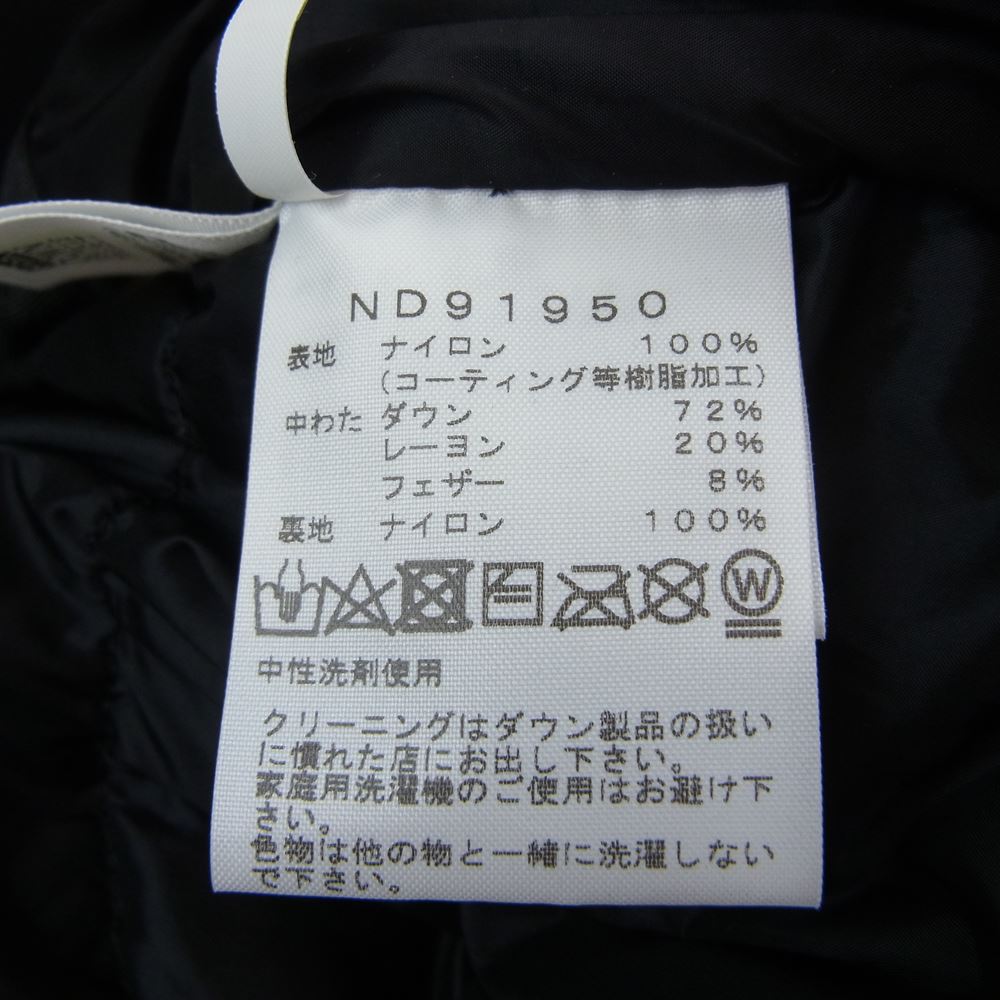 ND91950
表地 ナイロン 100%
(コーティング等樹脂加工)
中わた ダウン 72%
レーヨン 20%
フェザー 8%
裏地 ナイロン 100%
W
中性洗剤使用
クリーニングはダウン製品の扱い
に慣れた店にお出し下さい。
家庭用洗濯機のご使用はお避け下
さい。
色物は他の物と一緒に洗濯しない
で下さい。